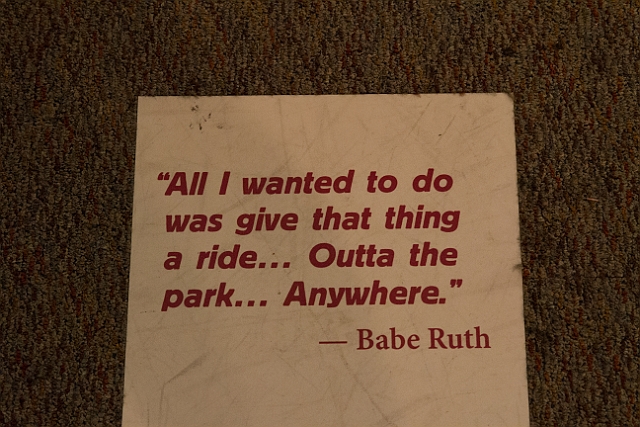 “All I wanted to do
was give that thing
a ride... Outta the
park... Anywhere.”
— Babe Ruth